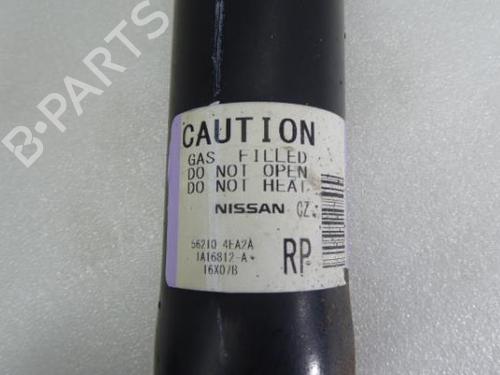 B-PARTS
CAUTION
GAS FILLED
DO NOT OPEN
DO NOT HEAT
NISSAN CZ
56210 4EA2A
1A16812-A
16X07B
RP